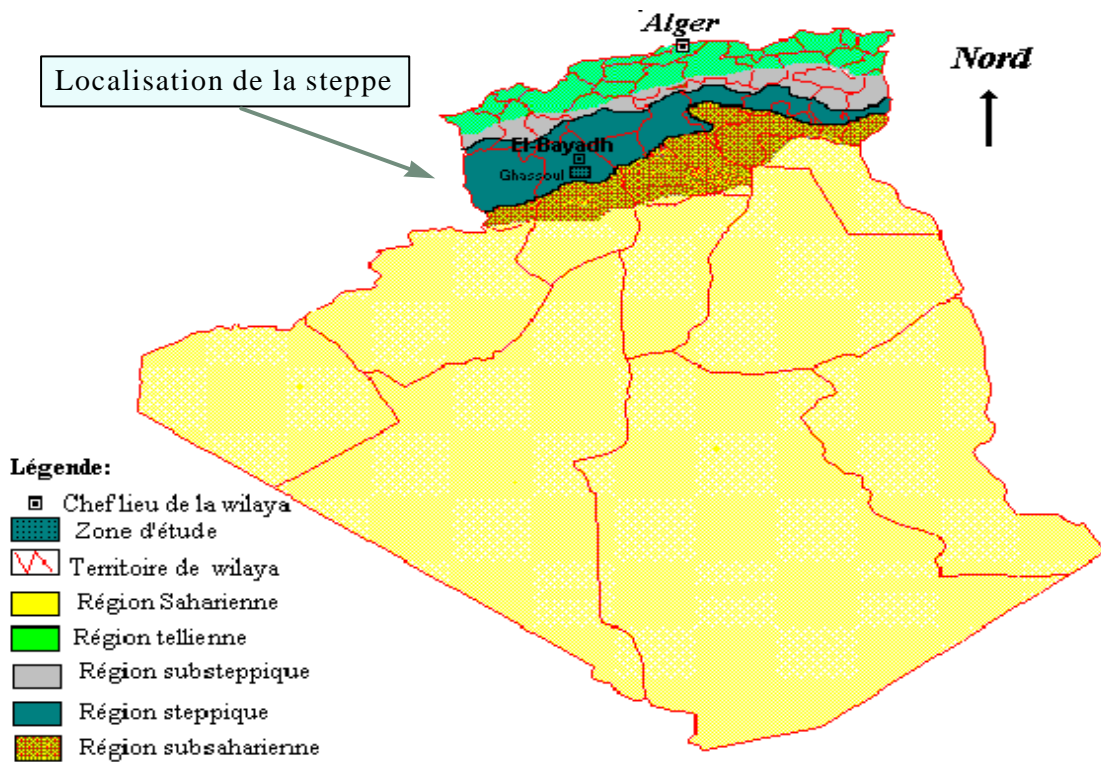 Alger
Nord
Localisation de la steppe
El-Bayadh
Ghassoul
Légende:
Chef lieu de la wilaya
Zone d'étude
Territoire de wilaya
Région Saharienne
Région tellienne
Région substeppique
Région steppique
Région subsaharienne